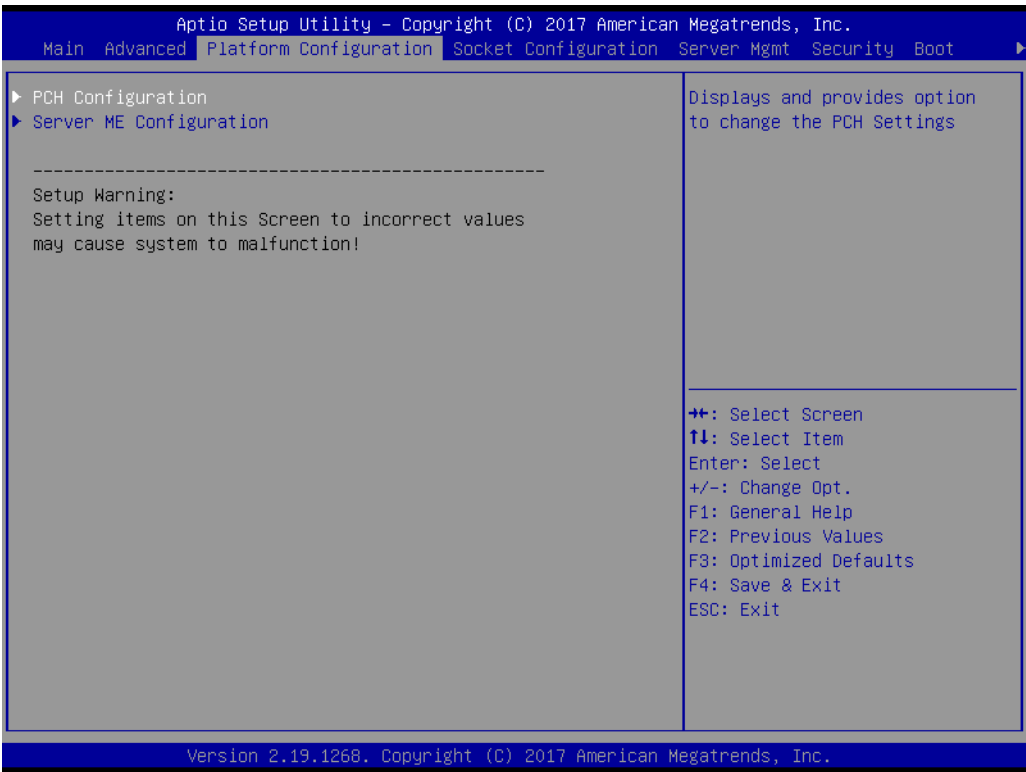 Aptio Setup Utility – Copyright (C) 2017 American Megatrends, Inc.
Main Advanced Platform Configuration Socket Configuration Server Mgmt Security Boot
PCH Configuration
Server ME Configuration
--------------------------------------------------
Setup Warning:
Setting items on this Screen to incorrect values
may cause system to malfunction!
Displays and provides option
to change the PCH Settings
→←: Select Screen
↑↓: Select Item
Enter: Select
+/–: Change Opt.
F1: General Help
F2: Previous Values
F3: Optimized Defaults
F4: Save & Exit
ESC: Exit
Version 2.19.1268. Copyright (C) 2017 American Megatrends, Inc.